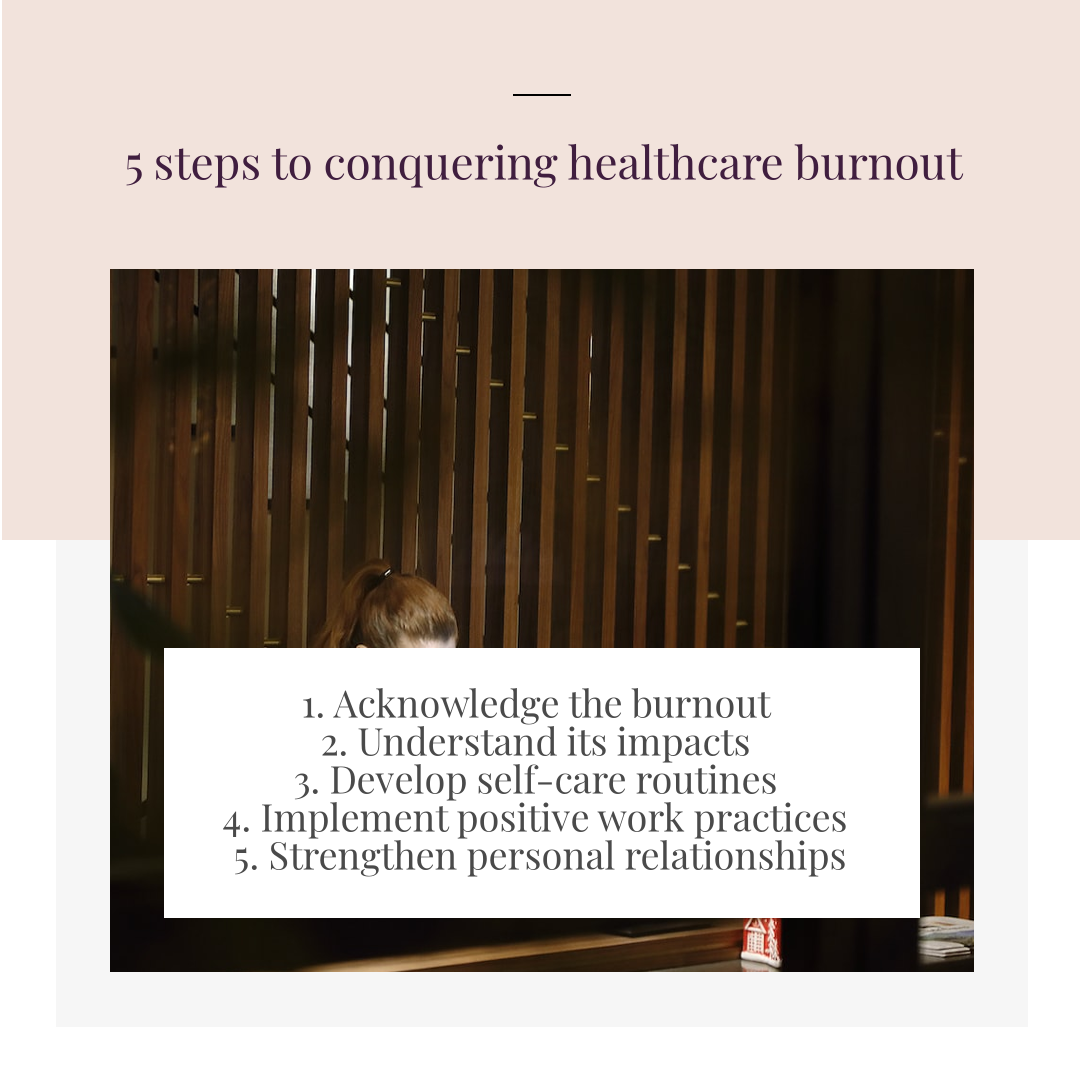 5 steps to conquering healthcare burnout
1. Acknowledge the burnout
2. Understand its impacts
3. Develop self-care routines
4. Implement positive work practices
5. Strengthen personal relationships